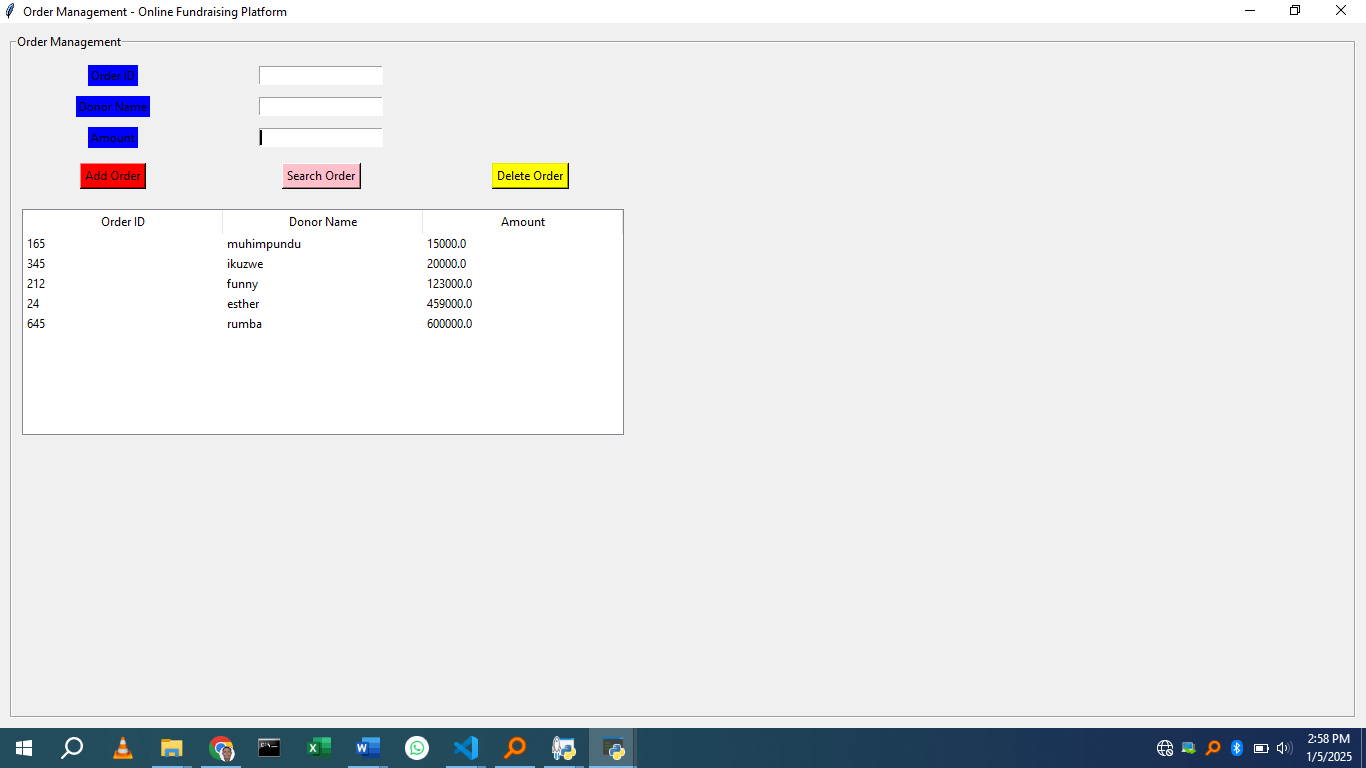 Order Management - Online Fundraising Platform
Order Management
Order ID
Donor Name
Amount
Add Order Search Order Delete Order
Order ID Donor Name Amount
165 muhimpundu 15000.0
345 ikuzwe 20000.0
212 funny 123000.0
24 esther 459000.0
645 rumba 600000.0
2:58 PM
1/5/2025